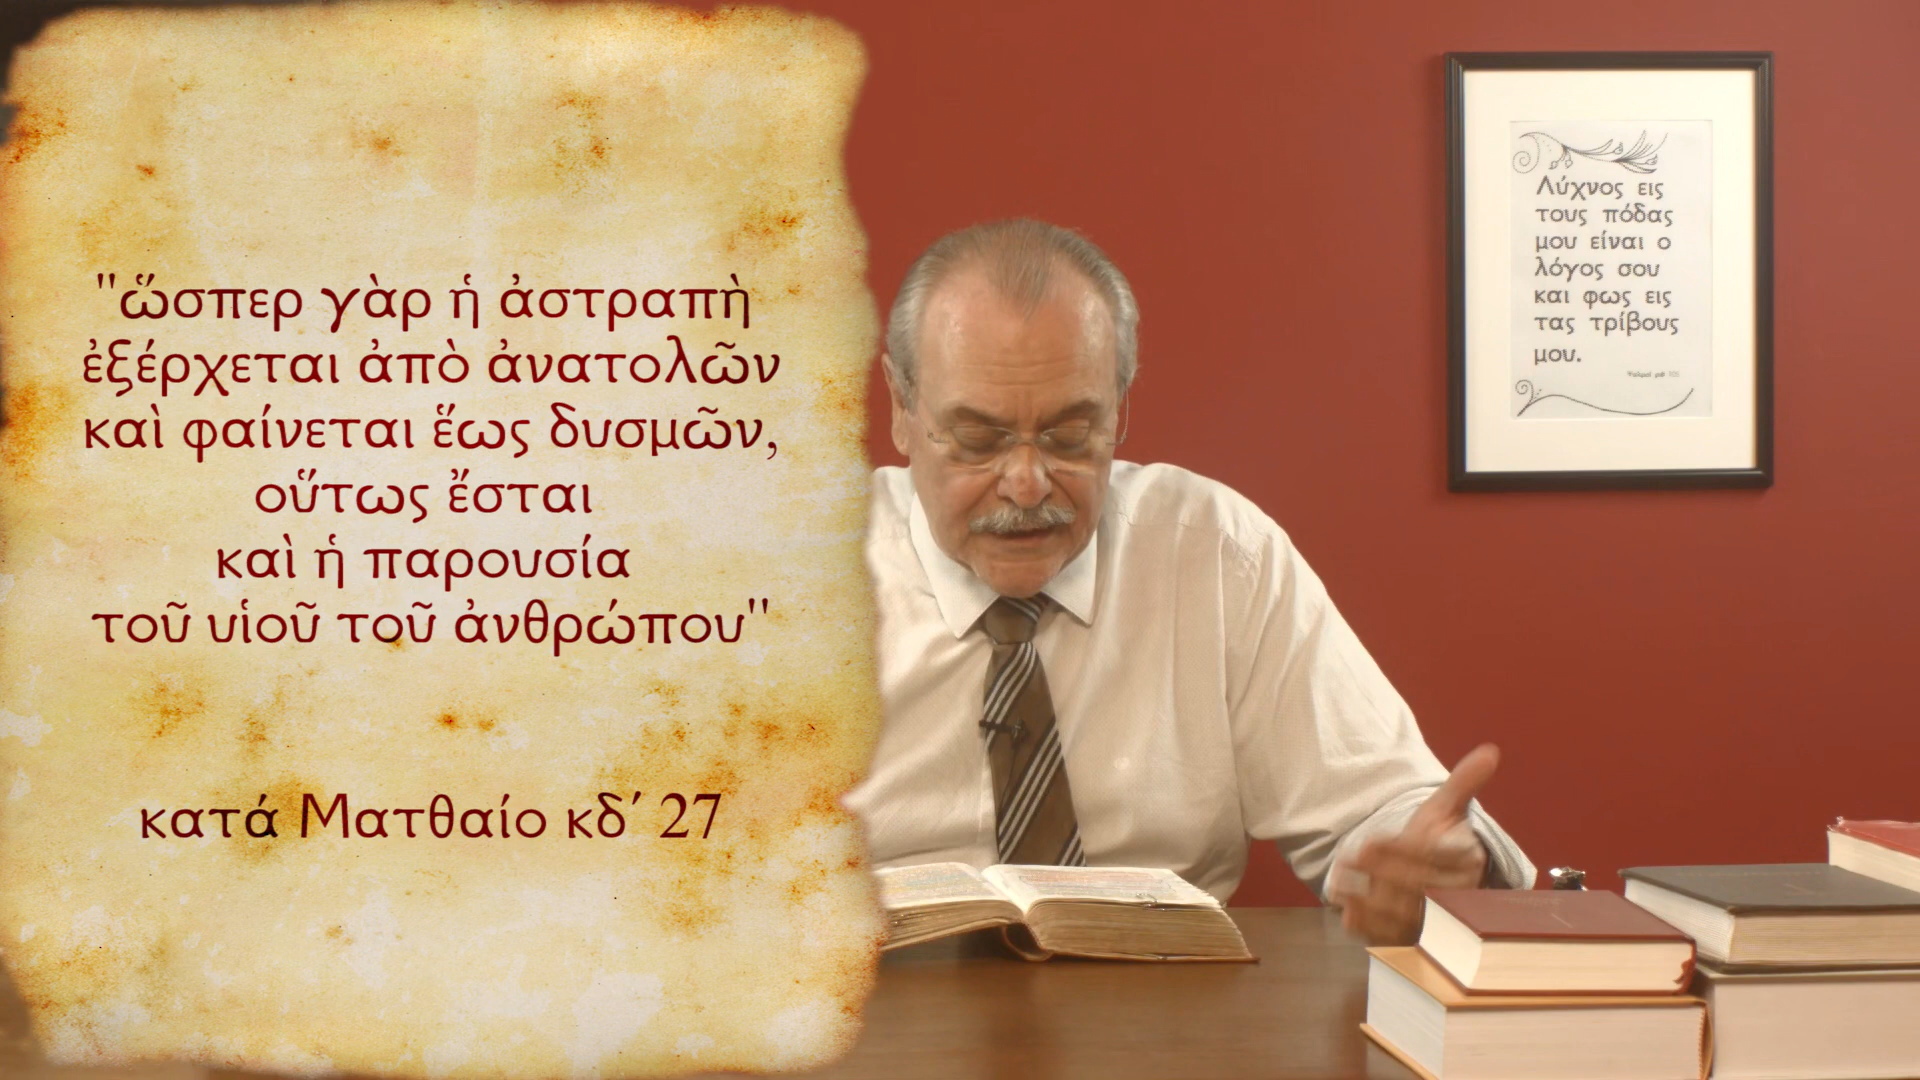 "ὥσπερ γὰρ ἡ ἀστραπὴ
ἐξέρχεται ἀπὸ ἀνατολῶν
καὶ φαίνεται ἕως δυσμῶν,
οὕτως ἔσται
καὶ ἡ παρουσία
τοῦ υἱοῦ τοῦ ἀνθρώπου"
κατά Ματθαίο κδ΄ 27
Λύχνος εις
τους πόδας
μου είναι ο
λόγος σου
και φως εις
τας τρίβους
μου.